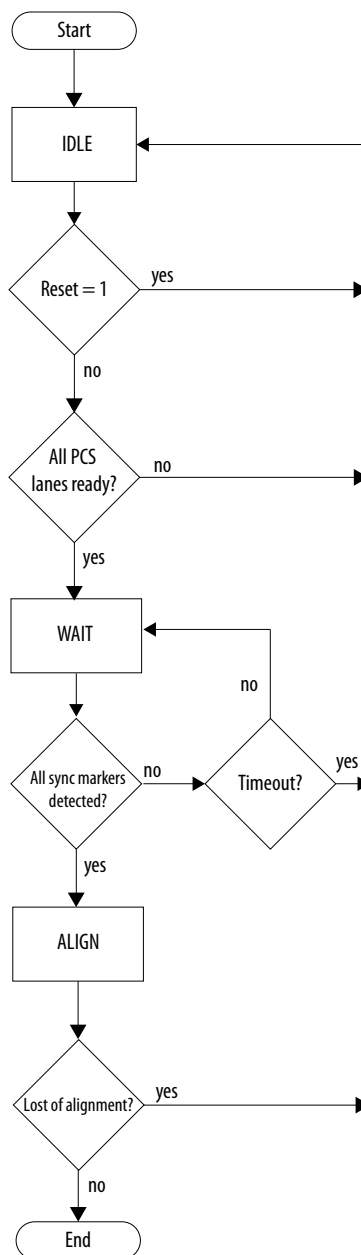 Start
IDLE
Reset = 1
yes
no
All PCS
lanes ready?
no
yes
WAIT
no
All sync markers
detected?
no
Timeout?
yes
yes
ALIGN
Lost of alignment?
yes
no
End